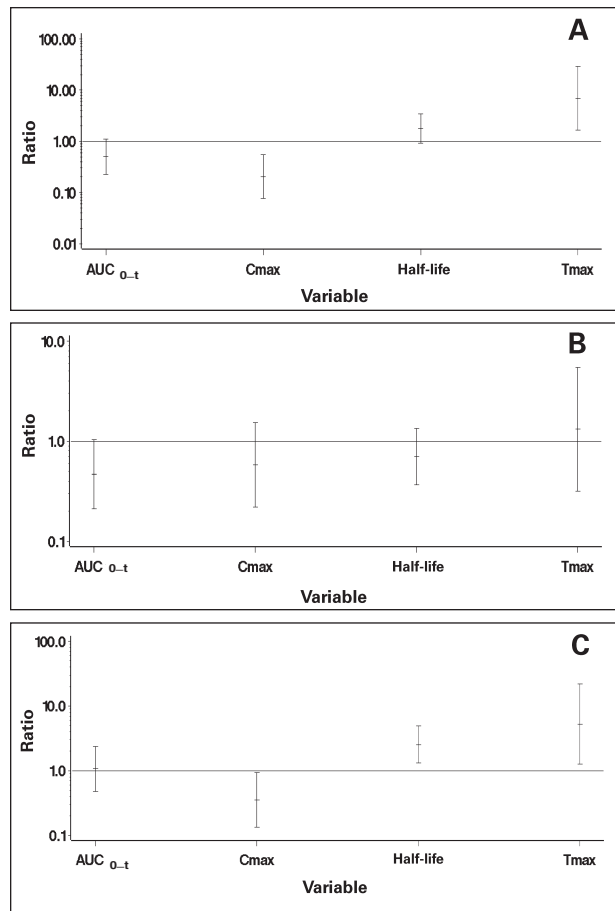 A
100.00
10.00
1.00
0.10
0.01
Ratio
AUC 0–t Cmax Half-life Tmax
Variable
B
10.0
1.0
0.1
Ratio
AUC 0–t Cmax Half-life Tmax
Variable
C
100.0
10.0
1.0
0.1
Ratio
AUC 0–t Cmax Half-life Tmax
Variable